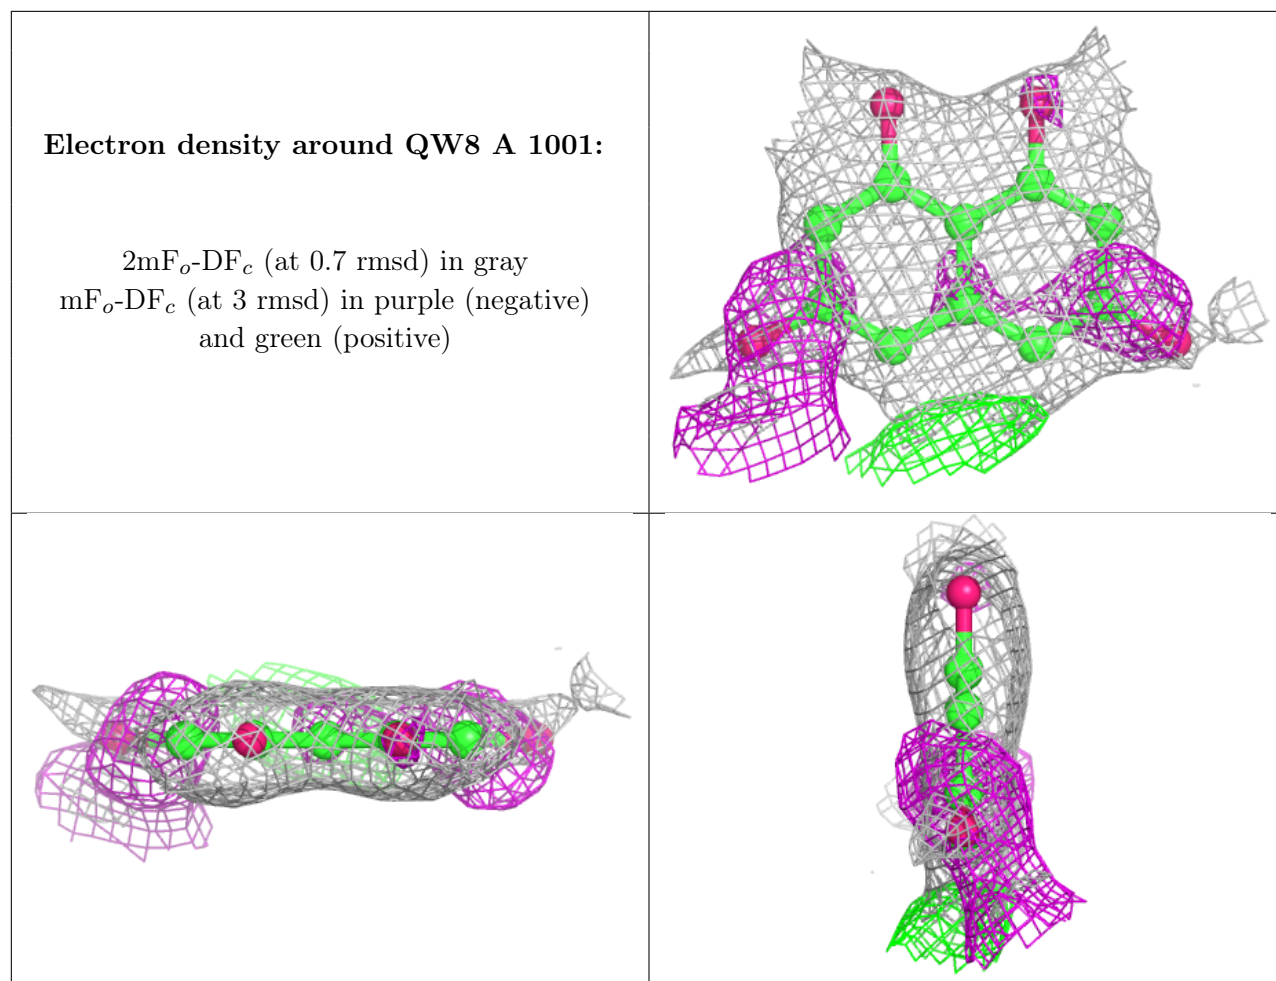 Electron density around QW8 A 1001:
2mFₒ-DF𝒸 (at 0.7 rmsd) in gray
mFₒ-DF𝒸 (at 3 rmsd) in purple (negative)
and green (positive)